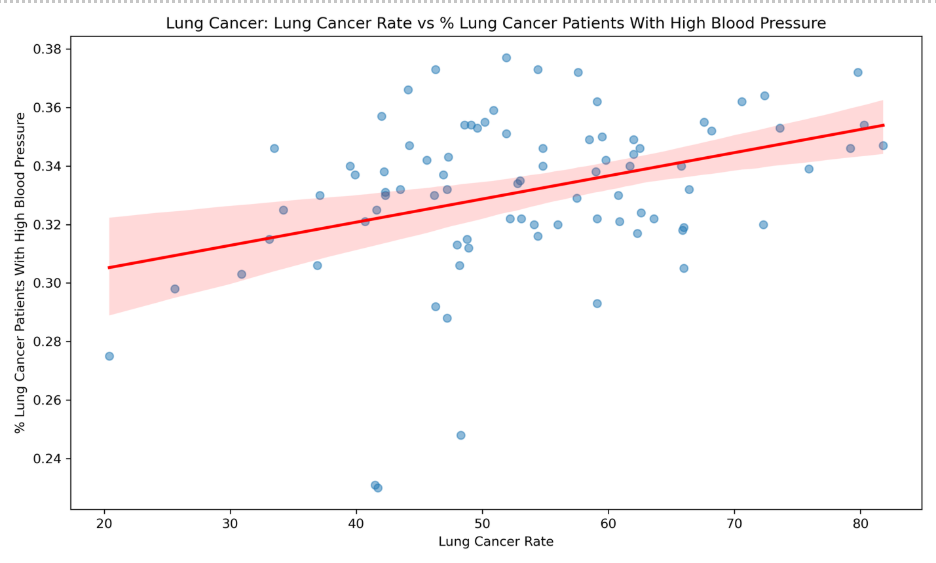 Lung Cancer: Lung Cancer Rate vs % Lung Cancer Patients With High Blood Pressure
% Lung Cancer Patients With High Blood Pressure
0.38
0.36
0.34
0.32
0.30
0.28
0.26
0.24
20 30 40 50 60 70 80
Lung Cancer Rate